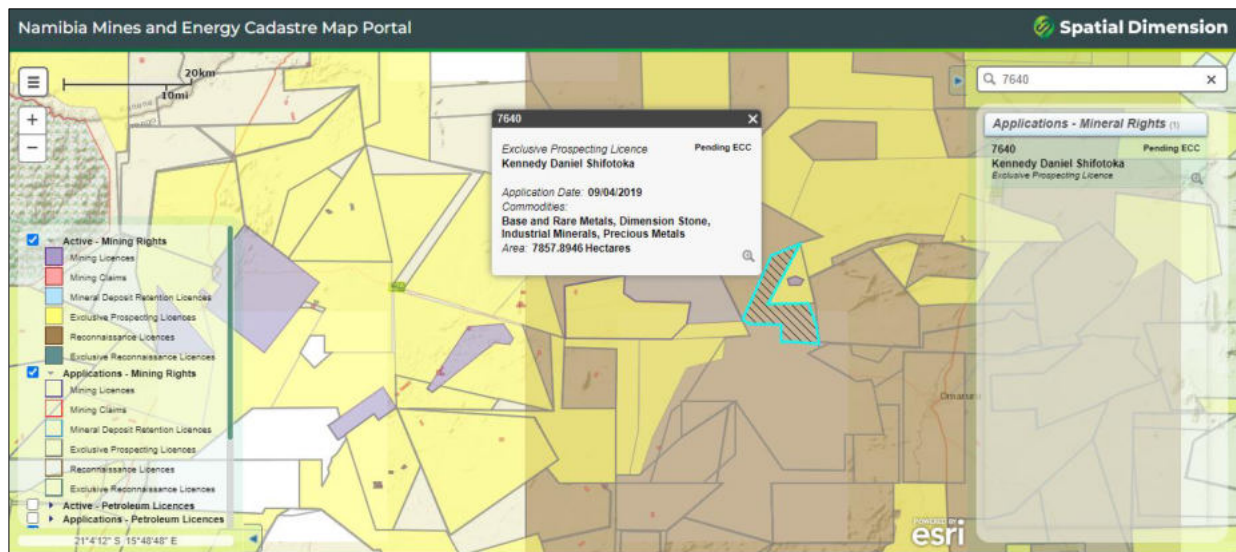 Namibia Mines and Energy Cadastre Map Portal
Spatial Dimension
20km
10mi
+
−
7640
Exclusive Prospecting Licence
Pending ECC
Kennedy Daniel Shifotoka
Application Date: 09/04/2019
Commodities:
Base and Rare Metals, Dimension Stone,
Industrial Minerals, Precious Metals
Area: 7857.8946 Hectares
7640
Applications - Mineral Rights (1)
7640
Pending ECC
Kennedy Daniel Shifotoka
Exclusive Prospecting Licence
Active - Mining Rights
Mining Licences
Mining Claims
Mineral Deposit Retention Licences
Exclusive Prospecting Licences
Reconnaissance Licences
Exclusive Reconnaissance Licences
Applications - Mining Rights
Mining Licences
Mining Claims
Mineral Deposit Retention Licences
Exclusive Prospecting Licences
Reconnaissance Licences
Exclusive Reconnaissance Licences
Active - Petroleum Licences
Applications - Petroleum Licences
21°4'12" S 15°48'48" E
Omaruru
POWERED BY
esri